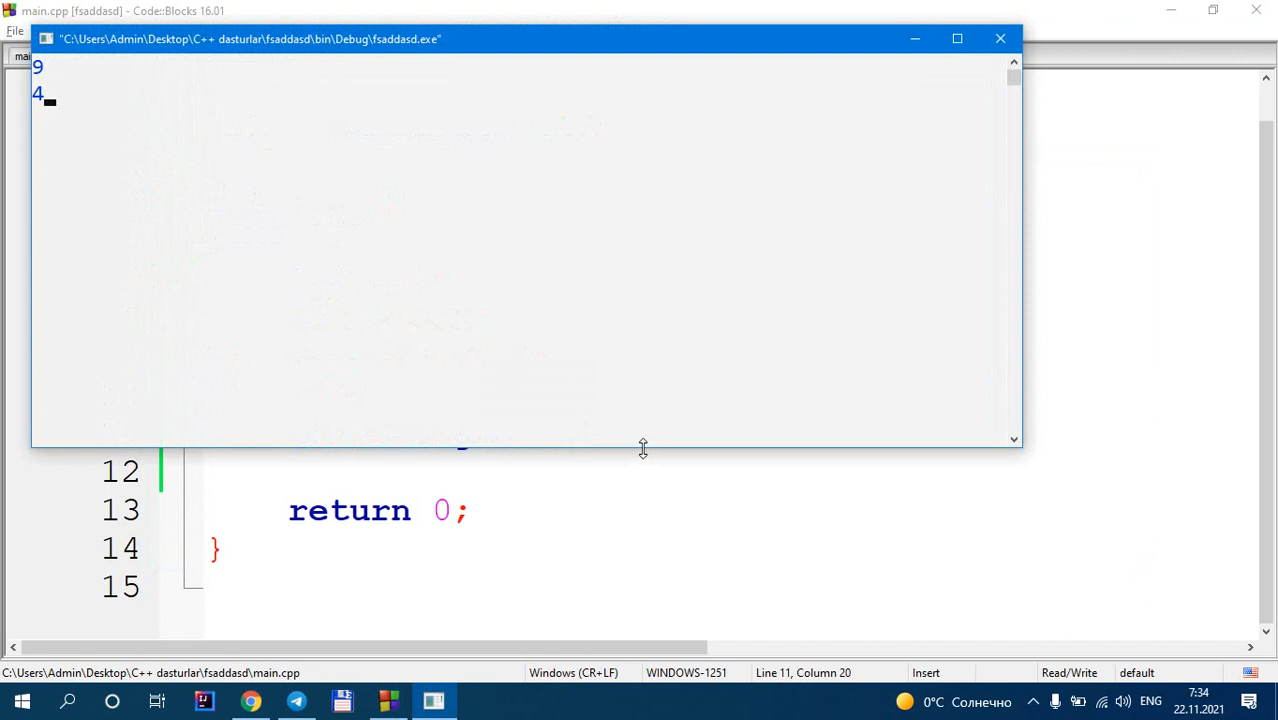 main.cpp [fsaddasd] - Code::Blocks 16.01
File
"C:\Users\Admin\Desktop\C++ dasturlar\fsaddasd\bin\Debug\fsaddasd.exe"
9
4
12
13 return 0;
14 }
15
C:\Users\Admin\Desktop\C++ dasturlar\fsaddasd\main.cpp Windows (CR+LF) WINDOWS-1251 Line 11, Column 20 Insert Read/Write default
0°C Солнечно ENG 7:34
22.11.2021